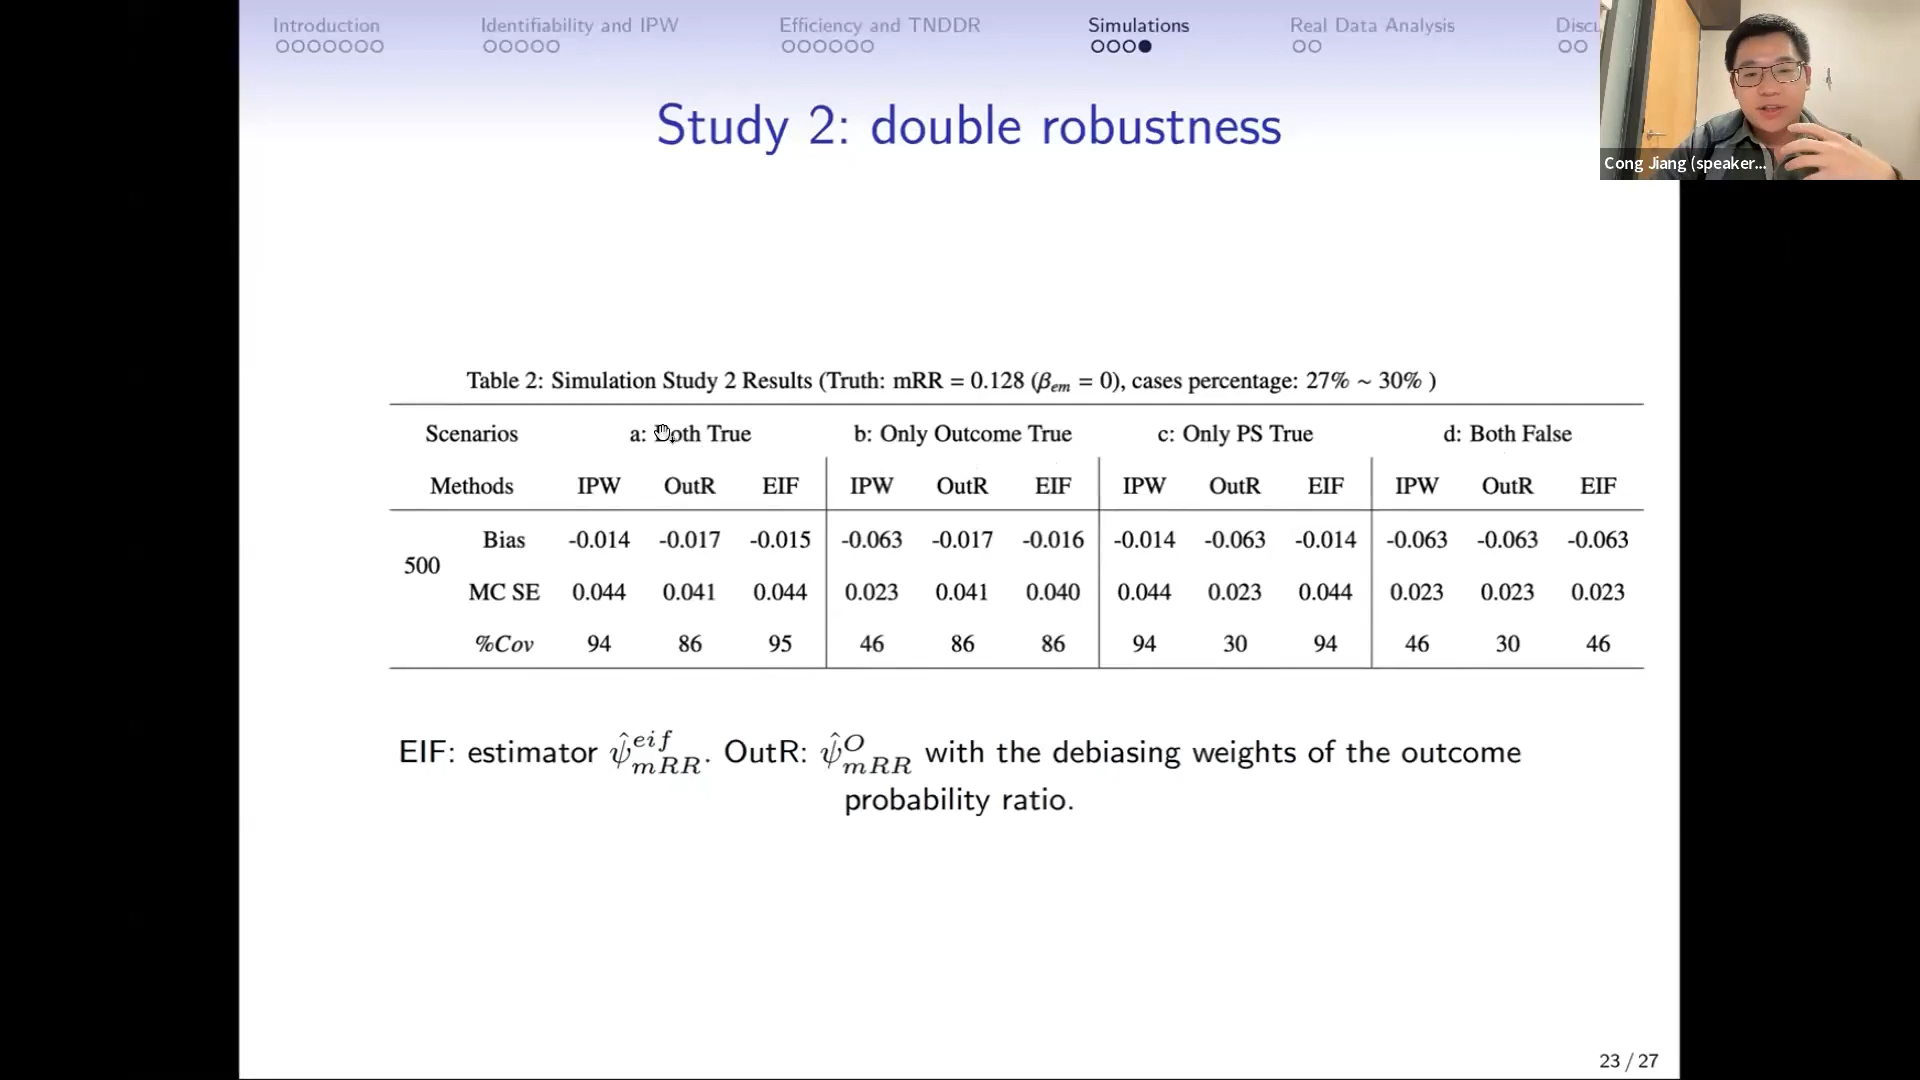 Introduction Identifiability and IPW Efficiency and TNDDR Simulations Real Data Analysis
Cong Jiang (speaker...
Study 2: double robustness
Table 2: Simulation Study 2 Results (Truth: mRR = 0.128 (βem = 0), cases percentage: 27% ~ 30% )
Scenarios a: Both True b: Only Outcome True c: Only PS True d: Both False
Methods IPW OutR EIF IPW OutR EIF IPW OutR EIF IPW OutR EIF
500
Bias -0.014 -0.017 -0.015 -0.063 -0.017 -0.016 -0.014 -0.063 -0.014 -0.063 -0.063 -0.063
MC SE 0.044 0.041 0.044 0.023 0.041 0.040 0.044 0.023 0.044 0.023 0.023 0.023
%Cov 94 86 95 46 86 86 94 30 94 46 30 46
EIF: estimator ψ̂^eif_mRR. OutR: ψ̂^O_mRR with the debiasing weights of the outcome
probability ratio.
23 / 27